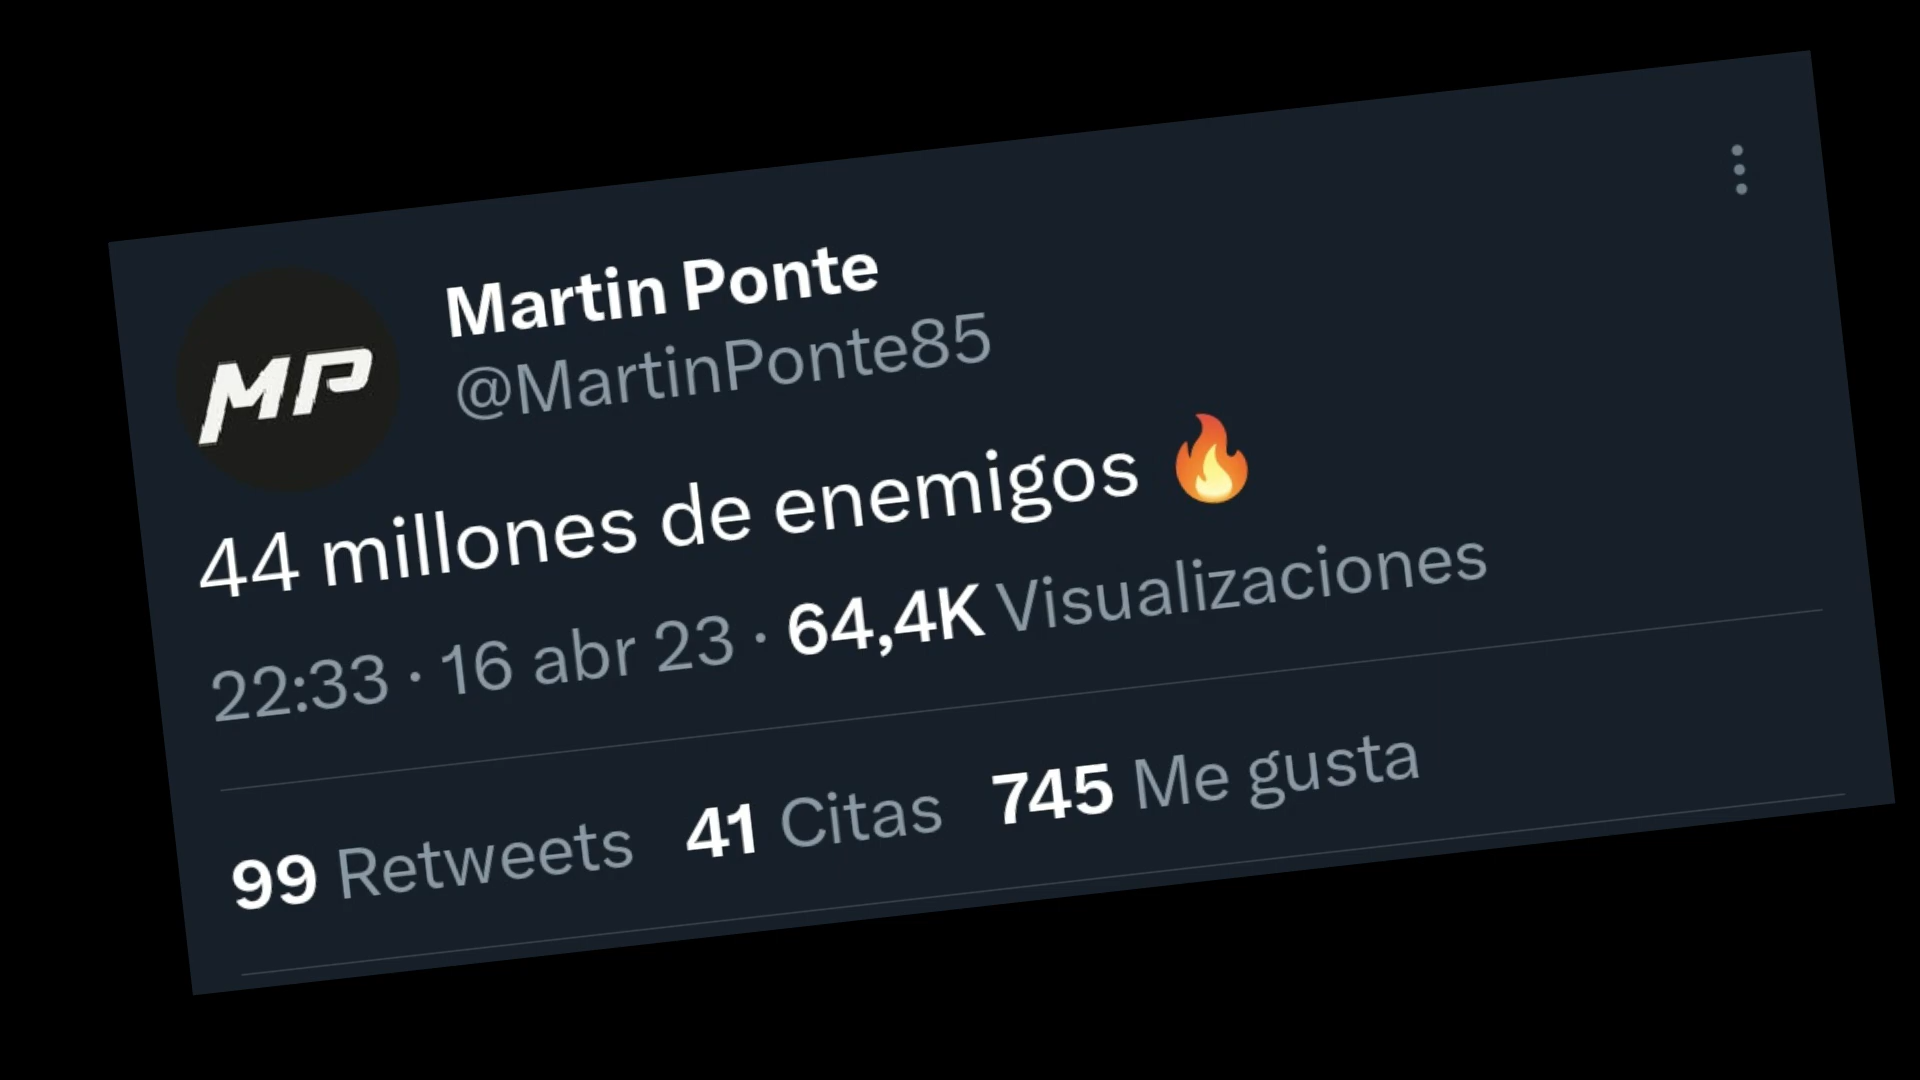 MP
Martin Ponte
@MartinPonte85
44 millones de enemigos 🔥
22:33 · 16 abr 23 · 64,4K Visualizaciones
99 Retweets 41 Citas 745 Me gusta